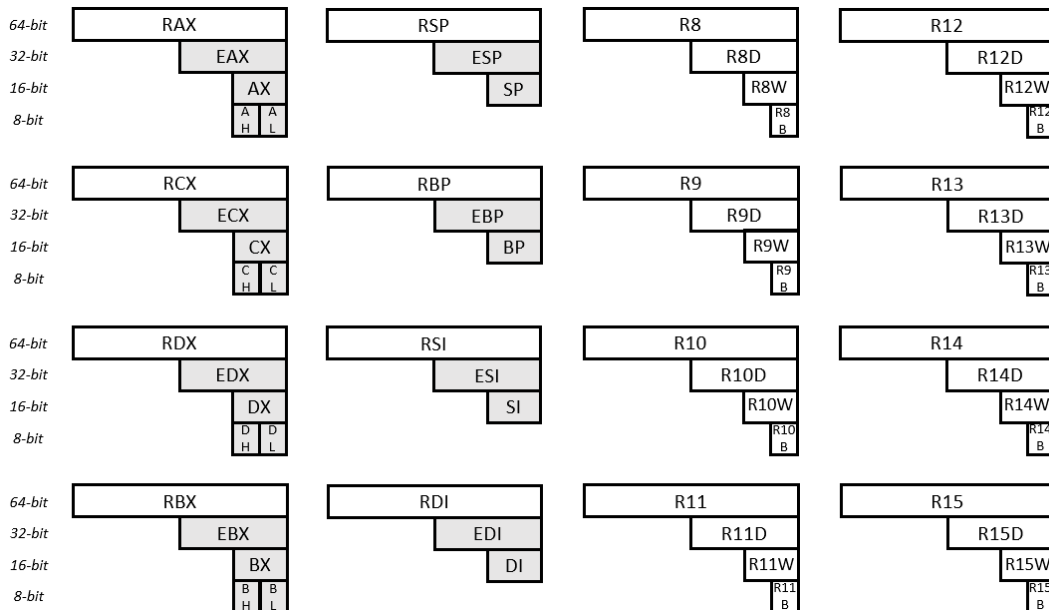 64-bit RAX RSP R8 R12
32-bit EAX ESP R8D R12D
16-bit AX SP R8W R12W
8-bit A A R8 R12
H L B B
64-bit RCX RBP R9 R13
32-bit ECX EBP R9D R13D
16-bit CX BP R9W R13W
8-bit C C R9 R13
H L B B
64-bit RDX RSI R10 R14
32-bit EDX ESI R10D R14D
16-bit DX SI R10W R14W
8-bit D D R10 R14
H L B B
64-bit RBX RDI R11 R15
32-bit EBX EDI R11D R15D
16-bit BX DI R11W R15W
8-bit B B R11 R15
H L B B